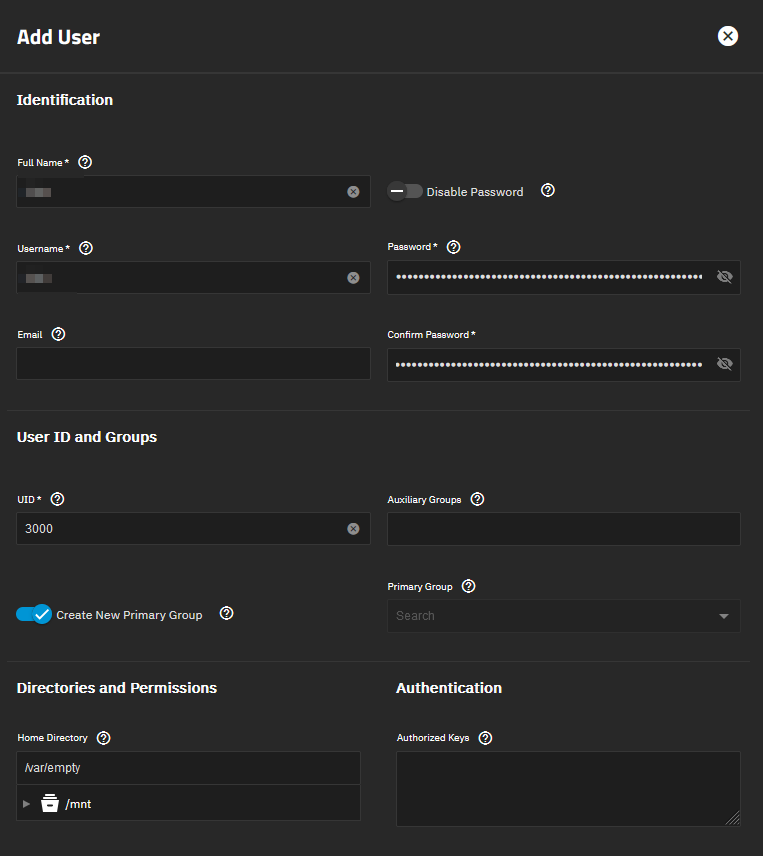 Add User
Identification
Full Name *
Disable Password
Username *
Password *
Email
Confirm Password *
User ID and Groups
UID *
Auxiliary Groups
3000
Primary Group
Create New Primary Group
Search
Directories and Permissions
Authentication
Home Directory
Authorized Keys
/var/empty
/mnt